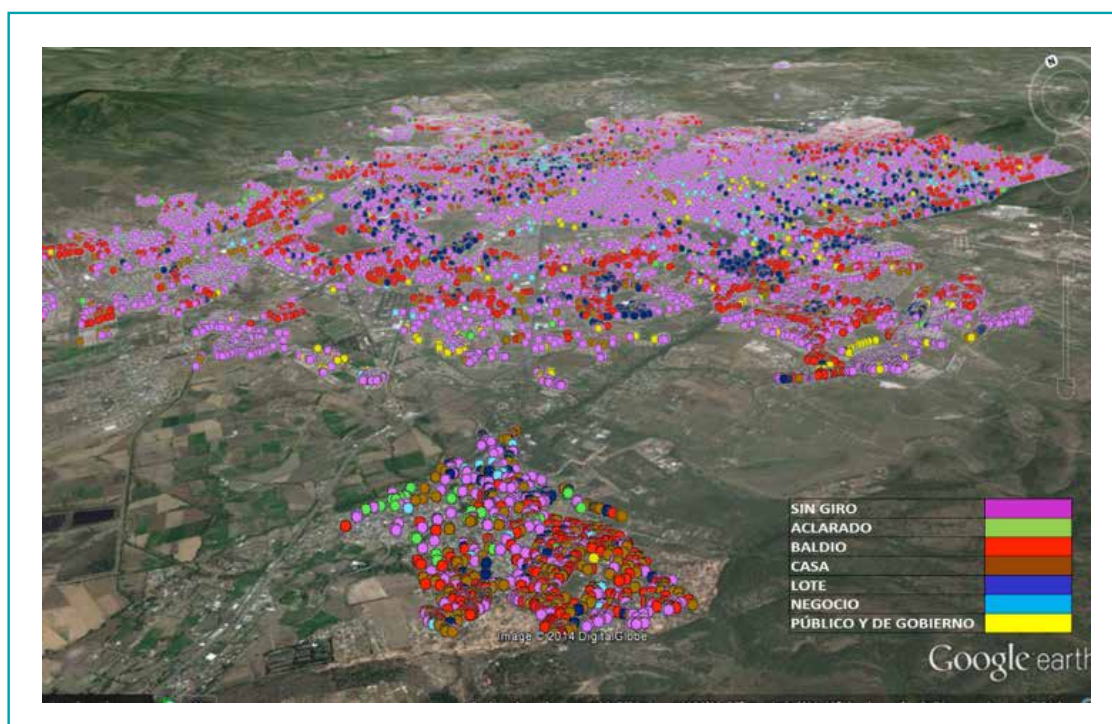 N
SIN GIRO
ACLARADO
BALDIO
CASA
LOTE
NEGOCIO
PÚBLICO Y DE GOBIERNO
Image © 2014 DigitalGlobe
Google earth